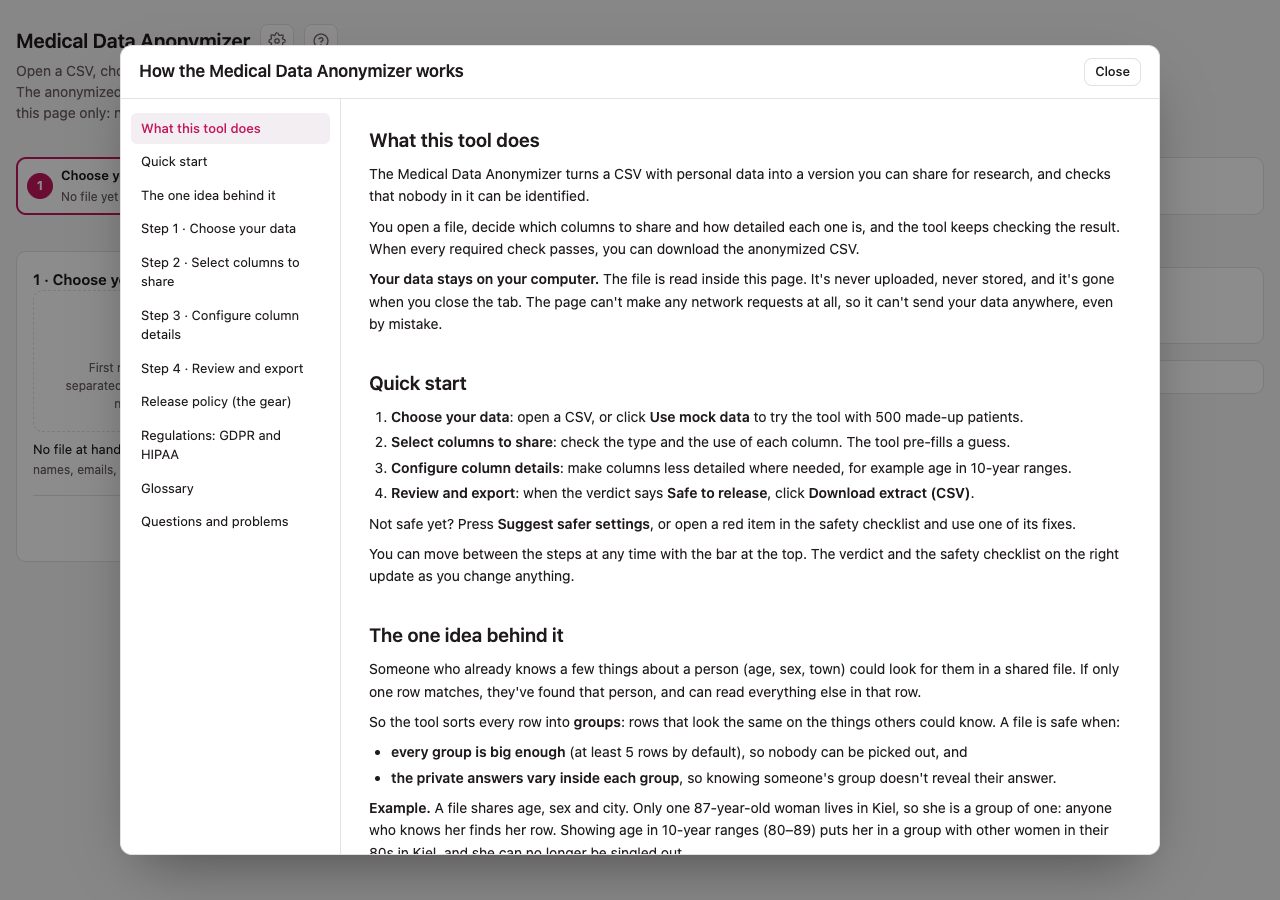 Medical Data Anonymizer
Open a CSV, cho
The anonymized
this page only: n
1
Choose y
No file yet
1 · Choose y
First
separated
No file at hand
names, emails,
How the Medical Data Anonymizer works
Close
What this tool does
Quick start
The one idea behind it
Step 1 · Choose your data
Step 2 · Select columns to
share
Step 3 · Configure column
details
Step 4 · Review and export
Release policy (the gear)
Regulations: GDPR and
HIPAA
Glossary
Questions and problems
What this tool does
The Medical Data Anonymizer turns a CSV with personal data into a version you can share for research, and checks
that nobody in it can be identified.
You open a file, decide which columns to share and how detailed each one is, and the tool keeps checking the result.
When every required check passes, you can download the anonymized CSV.
Your data stays on your computer. The file is read inside this page. It's never uploaded, never stored, and it's gone
when you close the tab. The page can't make any network requests at all, so it can't send your data anywhere, even
by mistake.
Quick start
1. Choose your data: open a CSV, or click Use mock data to try the tool with 500 made-up patients.
2. Select columns to share: check the type and the use of each column. The tool pre-fills a guess.
3. Configure column details: make columns less detailed where needed, for example age in 10-year ranges.
4. Review and export: when the verdict says Safe to release, click Download extract (CSV).
Not safe yet? Press Suggest safer settings, or open a red item in the safety checklist and use one of its fixes.
You can move between the steps at any time with the bar at the top. The verdict and the safety checklist on the right
update as you change anything.
The one idea behind it
Someone who already knows a few things about a person (age, sex, town) could look for them in a shared file. If only
one row matches, they've found that person, and can read everything else in that row.
So the tool sorts every row into groups: rows that look the same on the things others could know. A file is safe when:
• every group is big enough (at least 5 rows by default), so nobody can be picked out, and
• the private answers vary inside each group, so knowing someone's group doesn't reveal their answer.
Example. A file shares age, sex and city. Only one 87-year-old woman lives in Kiel, so she is a group of one: anyone
who knows her finds her row. Showing age in 10-year ranges (80–89) puts her in a group with other women in their
80s in Kiel, and she can no longer be singled out.